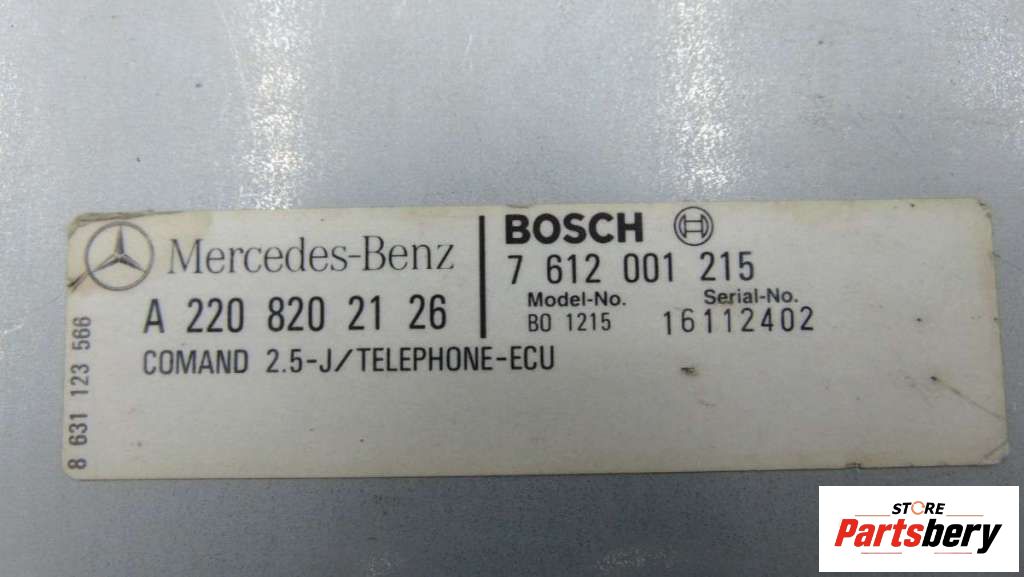 Mercedes-Benz
A 220 820 21 26
COMAND 2.5-J/TELEPHONE-ECU
BOSCH
7 612 001 215
Model-No. Serial-No.
BO 1215 16112402
8 631 123 566
STORE
Partsbery